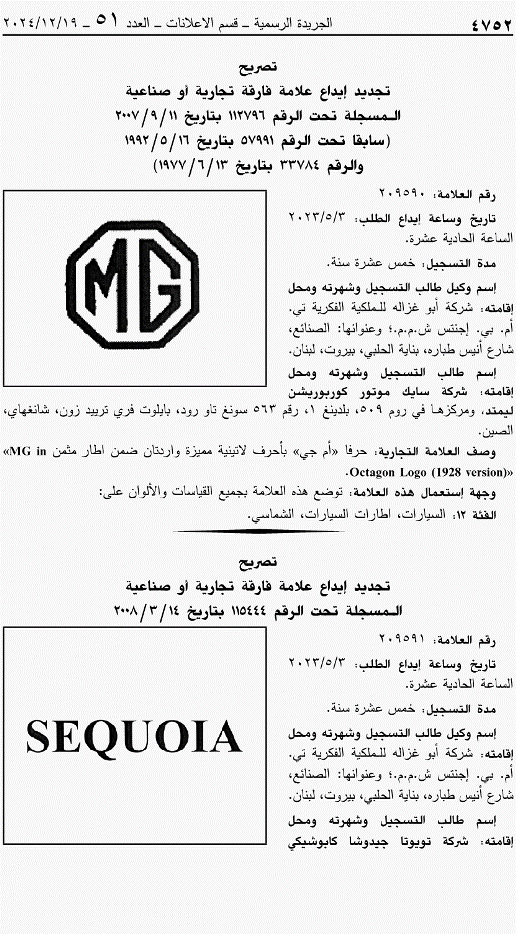 ٤٧٥٢
الجريدة الرسمية ـ قسم الاعلانات ـ العدد ٥١ ـ ٢٠٢٤/١٢/١٩
تصريح
تجديد إيداع علامة فارقة تجارية أو صناعية
المسجلة تحت الرقم ١١٢٧٩٦ بتاريخ ٢٠٠٧/٩/١١
(سابقا تحت الرقم ٥٧٩٩١ بتاريخ ١٩٩٢/٥/١٦
والرقم ٣٣٧٨٤ بتاريخ ١٩٧٧/٦/١٣)
MG
رقم العلامة: ٢٠٩٥٩٠
تاريخ وساعة إيداع الطلب: ٢٠٢٣/٥/٣
الساعة الحادية عشرة.
مدة التسجيل: خمس عشرة سنة.
إسم وكيل طالب التسجيل وشهرته ومحل
إقامته: شركة أبو غزاله للملكية الفكرية تي.
أم. بي. إجنتس ش.م.م.؛ وعنوانها: الصنائع،
شارع أنيس طباره، بناية الحلبي، بيروت، لبنان.
إسم طالب التسجيل وشهرته ومحل
إقامته: شركة سايك موتور كوربوريشن
ليمتد. ومركزها في روم ٥٠٩، بلدينغ ١، رقم ٥٦٣ سونغ تاو رود، بايلوت فري ترييد زون، شانغهاي،
الصين.
وصف العلامة التجارية: حرفا «أم جي» بأحرف لاتينية مميزة واردتان ضمن اطار مثمن «MG in
Octagon Logo (1928 version)».
وجهة إستعمال هذه العلامة: توضع هذه العلامة بجميع القياسات والألوان على:
الفئة ١٢: السيارات، اطارات السيارات، الشماسي.
تصريح
تجديد إيداع علامة فارقة تجارية أو صناعية
المسجلة تحت الرقم ١١٥٤٤٤ بتاريخ ٢٠٠٨/٣/١٤
SEQUOIA
رقم العلامة: ٢٠٩٥٩١
تاريخ وساعة إيداع الطلب: ٢٠٢٣/٥/٣
الساعة الحادية عشرة.
مدة التسجيل: خمس عشرة سنة.
إسم وكيل طالب التسجيل وشهرته ومحل
إقامته: شركة أبو غزاله للملكية الفكرية تي.
أم. بي. إجنتس ش.م.م.؛ وعنوانها: الصنائع،
شارع أنيس طباره، بناية الحلبي، بيروت، لبنان.
إسم طالب التسجيل وشهرته ومحل
إقامته: شركة تويوتا جيدوشا كابوشيكي